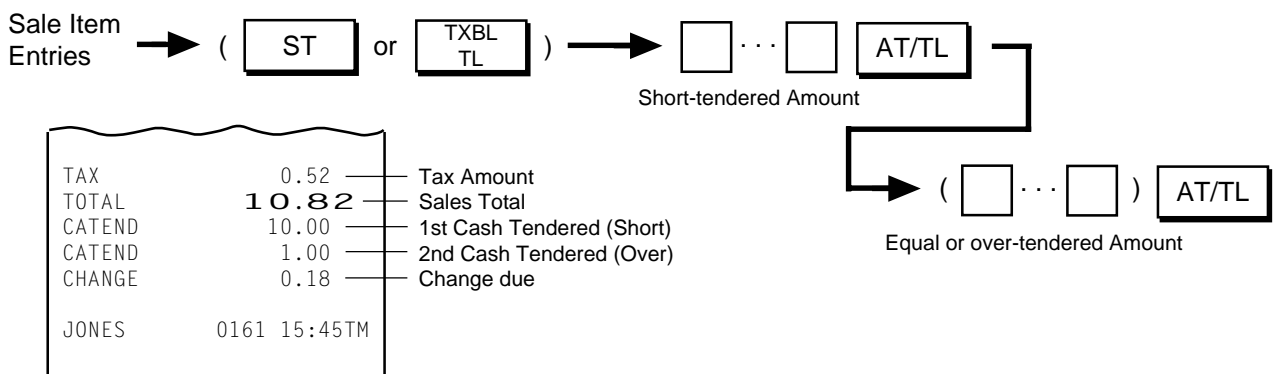 Sale Item
Entries
( ST or TXBL
TL ) · · · AT/TL
Short-tendered Amount
( · · · ) AT/TL
Equal or over-tendered Amount
TAX 0.52 Tax Amount
TOTAL 10.82 Sales Total
CATEND 10.00 1st Cash Tendered (Short)
CATEND 1.00 2nd Cash Tendered (Over)
CHANGE 0.18 Change due
JONES 0161 15:45TM